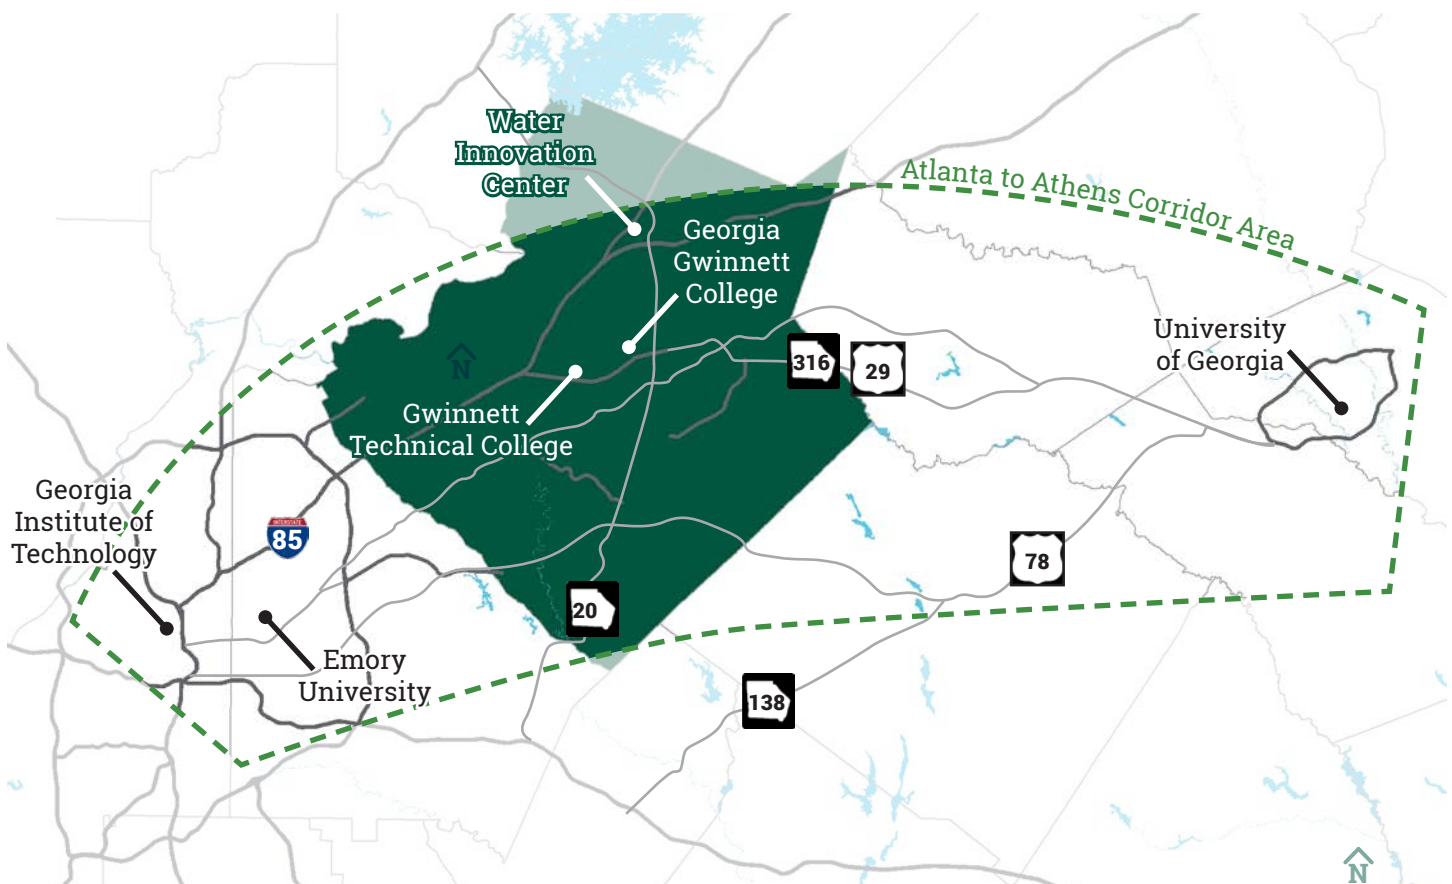 Water
Innovation
Center
Atlanta to Athens Corridor Area
Georgia
Gwinnett
College
University
of Georgia
316
29
N
Gwinnett
Technical College
Georgia
Institute of
Technology
INTERSTATE
85
78
20
Emory
University
138
N